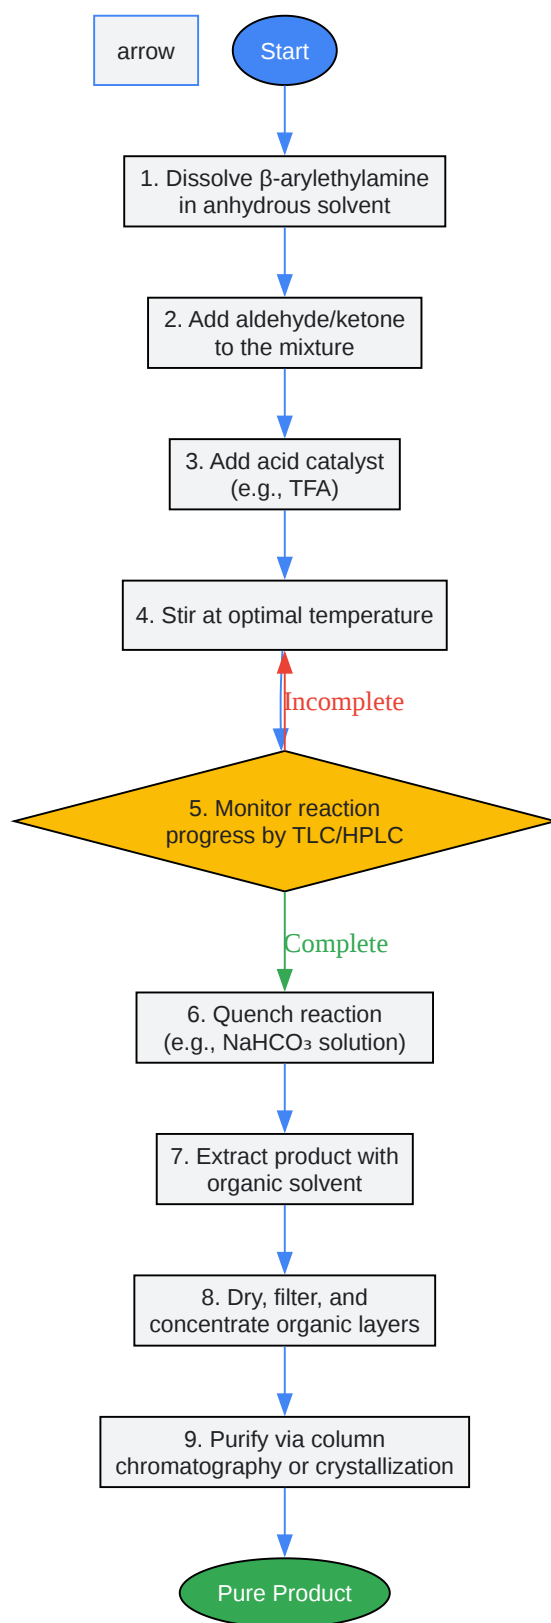 arrow
Start
1. Dissolve β-arylethylamine
in anhydrous solvent
2. Add aldehyde/ketone
to the mixture
3. Add acid catalyst
(e.g., TFA)
4. Stir at optimal temperature
Incomplete
5. Monitor reaction
progress by TLC/HPLC
Complete
6. Quench reaction
(e.g., NaHCO₃ solution)
7. Extract product with
organic solvent
8. Dry, filter, and
concentrate organic layers
9. Purify via column
chromatography or crystallization
Pure Product